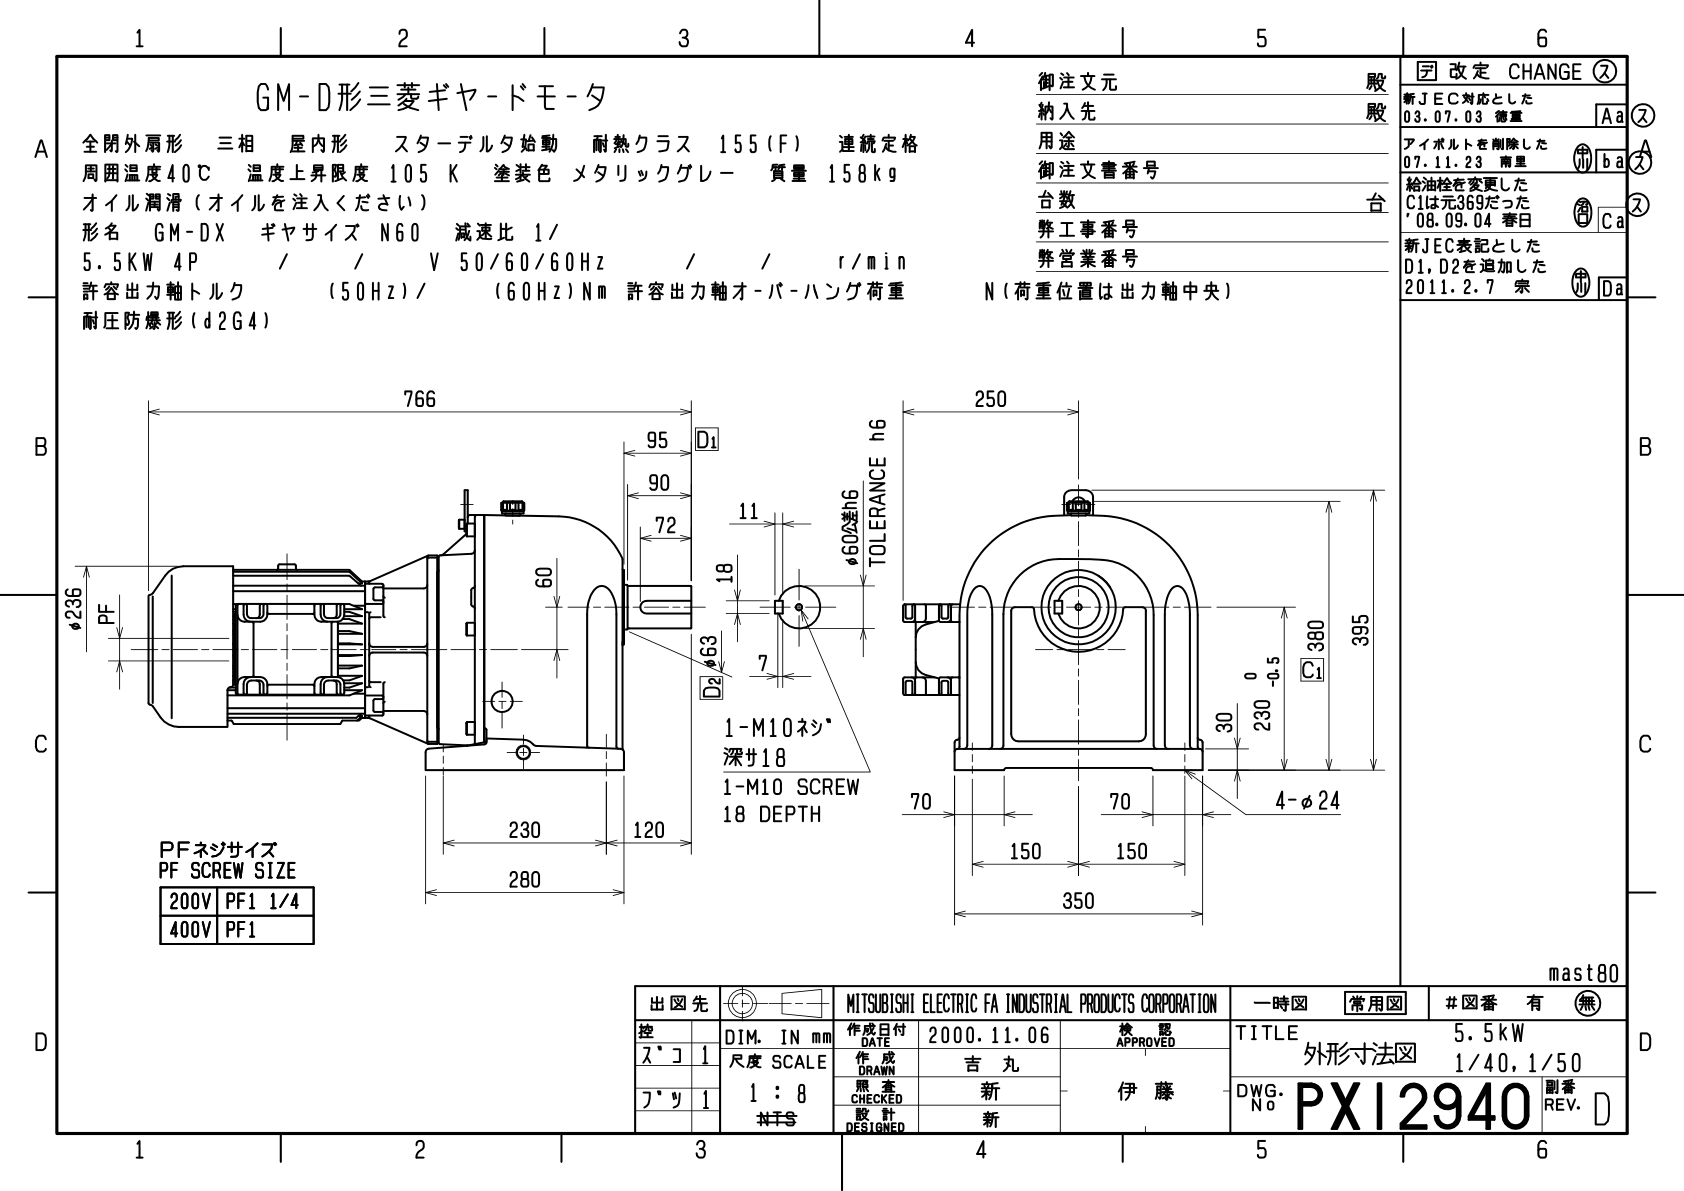 1 2 3 4 5 6
GM-D形三菱ギヤードモータ
全閉外扇形 三相 屋内形 スターデルタ始動 耐熱クラス 155(F) 連続定格
周囲温度40℃ 温度上昇限度 105 K 塗装色 メタリックグレー 質量 158kg
オイル潤滑(オイルを注入ください)
形名 GM-DX ギヤサイズ N60 減速比 1/
5.5KW 4P / / V 50/60/60Hz / / r/min
許容出力軸トルク (50Hz)/ (60Hz)Nm 許容出力軸オーバーハング荷重 N(荷重位置は出力軸中央)
耐圧防爆形(d2G4)
御注文元 殿
納入先 殿
用途
御注文書番号
台数 台
弊工事番号
弊営業番号
デ 改定 CHANGE ス
新JEC対応とした
03.07.03 徳重 Aa ス
アイボルトを削除した
07.11.23 南里 ba ス
給油栓を変更した
C1は元369だった
'08.09.04 春日 Ca ス
新JEC表記とした
D1,D2を追加した
2011.2.7 宗 Da
A A
B B
C C
D D
766
95 D1
90
72
60
φ236
PF
φ63
D2
230 120
280
11
18
7
φ60公差h6
TOLERANCE h6
1-M10ネジ
深サ18
1-M10 SCREW
18 DEPTH
250
395
380
C1
230 0 -0.5
30
70 70
4-φ24
150 150
350
PFネジサイズ
PF SCREW SIZE
200V PF1 1/4
400V PF1
mast80
出図先
控
ズコ 1
ブツ 1
DIM. IN mm
尺度 SCALE
1 : 8
NTS
MITSUBISHI ELECTRIC FA INDUSTRIAL PRODUCTS CORPORATION
作成日付 DATE 2000.11.06
作成 DRAWN 吉丸
照査 CHECKED 新
設計 DESIGNED 新
検認 APPROVED
伊藤
一時図 常用図 #図番 有 無
TITLE 外形寸法図
5.5kW
1/40,1/50
DWG. No PX12940
副番 REV. D
1 2 3 4 5 6